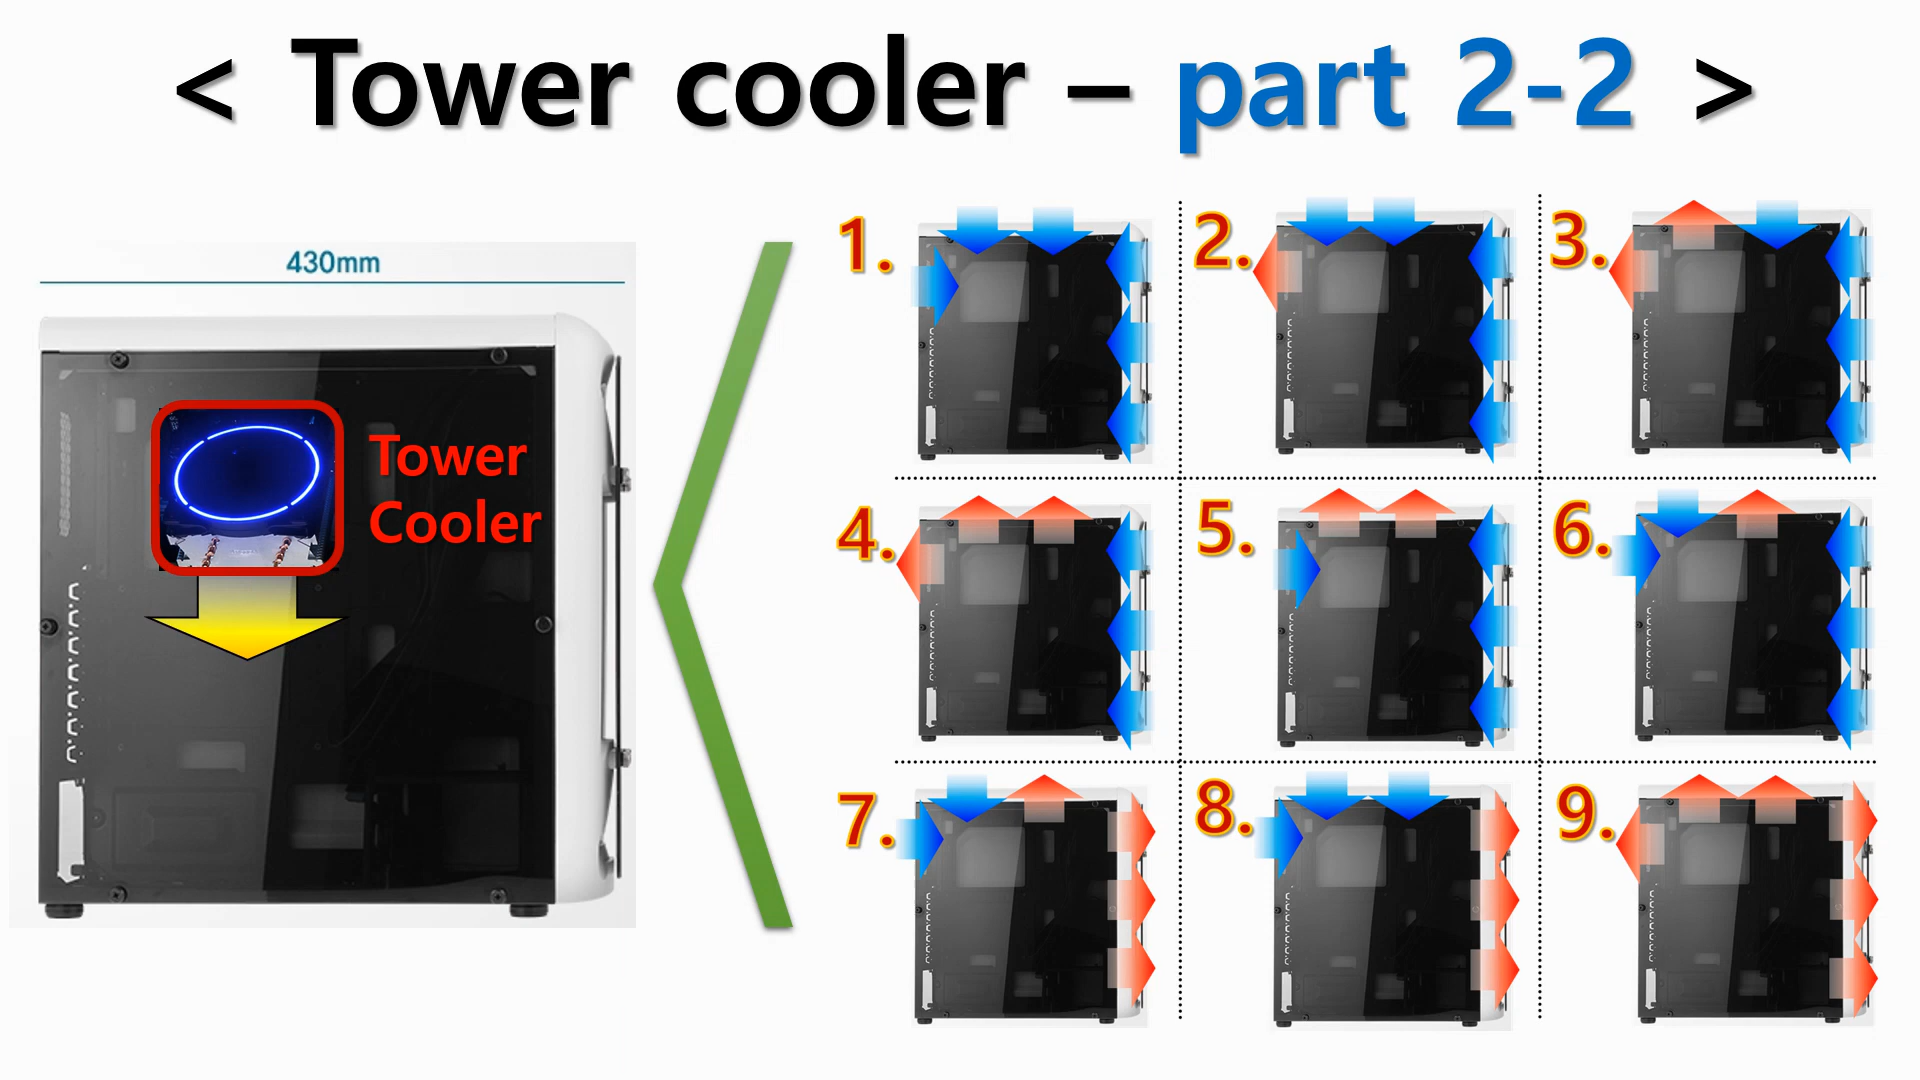 < Tower cooler – part 2-2 >
430mm
Tower
Cooler
1.
2.
3.
4.
5.
6.
7.
8.
9.